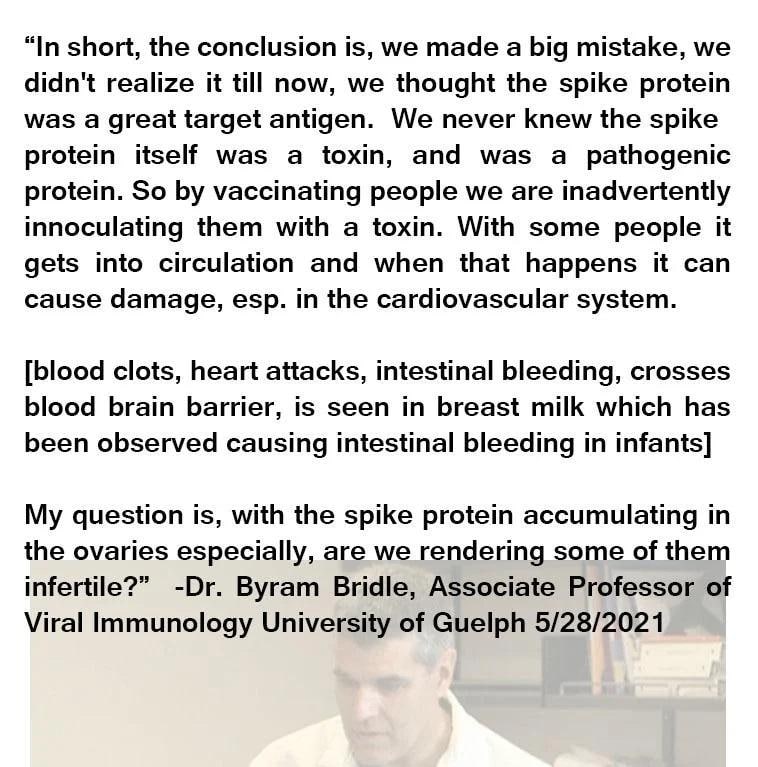 “In short, the conclusion is, we made a big mistake, we
didn't realize it till now, we thought the spike protein
was a great target antigen.  We never knew the spike
protein itself was a toxin, and was a pathogenic
protein. So by vaccinating people we are inadvertently
innoculating them with a toxin. With some people it
gets into circulation and when that happens it can
cause damage, esp. in the cardiovascular system.
[blood clots, heart attacks, intestinal bleeding, crosses
blood brain barrier, is seen in breast milk which has
been observed causing intestinal bleeding in infants]
My question is, with the spike protein accumulating in
the ovaries especially, are we rendering some of them
infertile?”  -Dr. Byram Bridle, Associate Professor of
Viral Immunology University of Guelph 5/28/2021